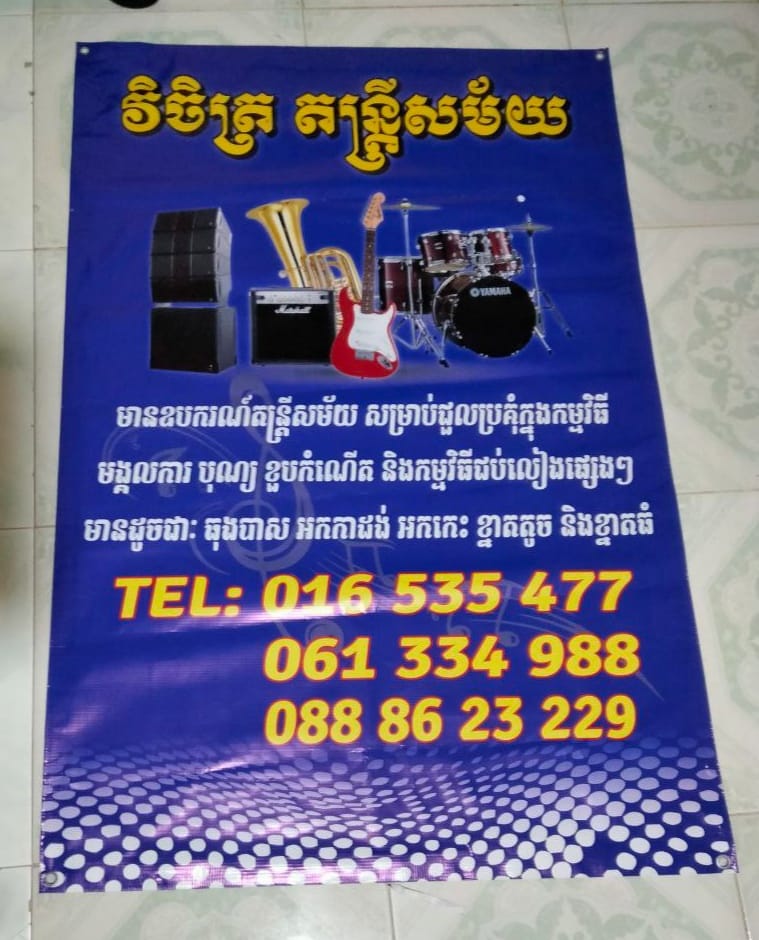 វិចិត្រ តន្ត្រីសម័យ
Marshall
YAMAHA
មានឧបករណ៍តន្ត្រីសម័យ សម្រាប់ជួលប្រគុំក្នុងកម្មវិធី
មង្គលការ បុណ្យ ខួបកំណើត និងកម្មវិធីជប់លៀងផ្សេងៗ
មានដូចជាៈ ធុងបាស អកកាដង់ អកកេះ ខ្នាតតូច និងខ្នាតធំ
TEL: 016 535 477
061 334 988
088 86 23 229